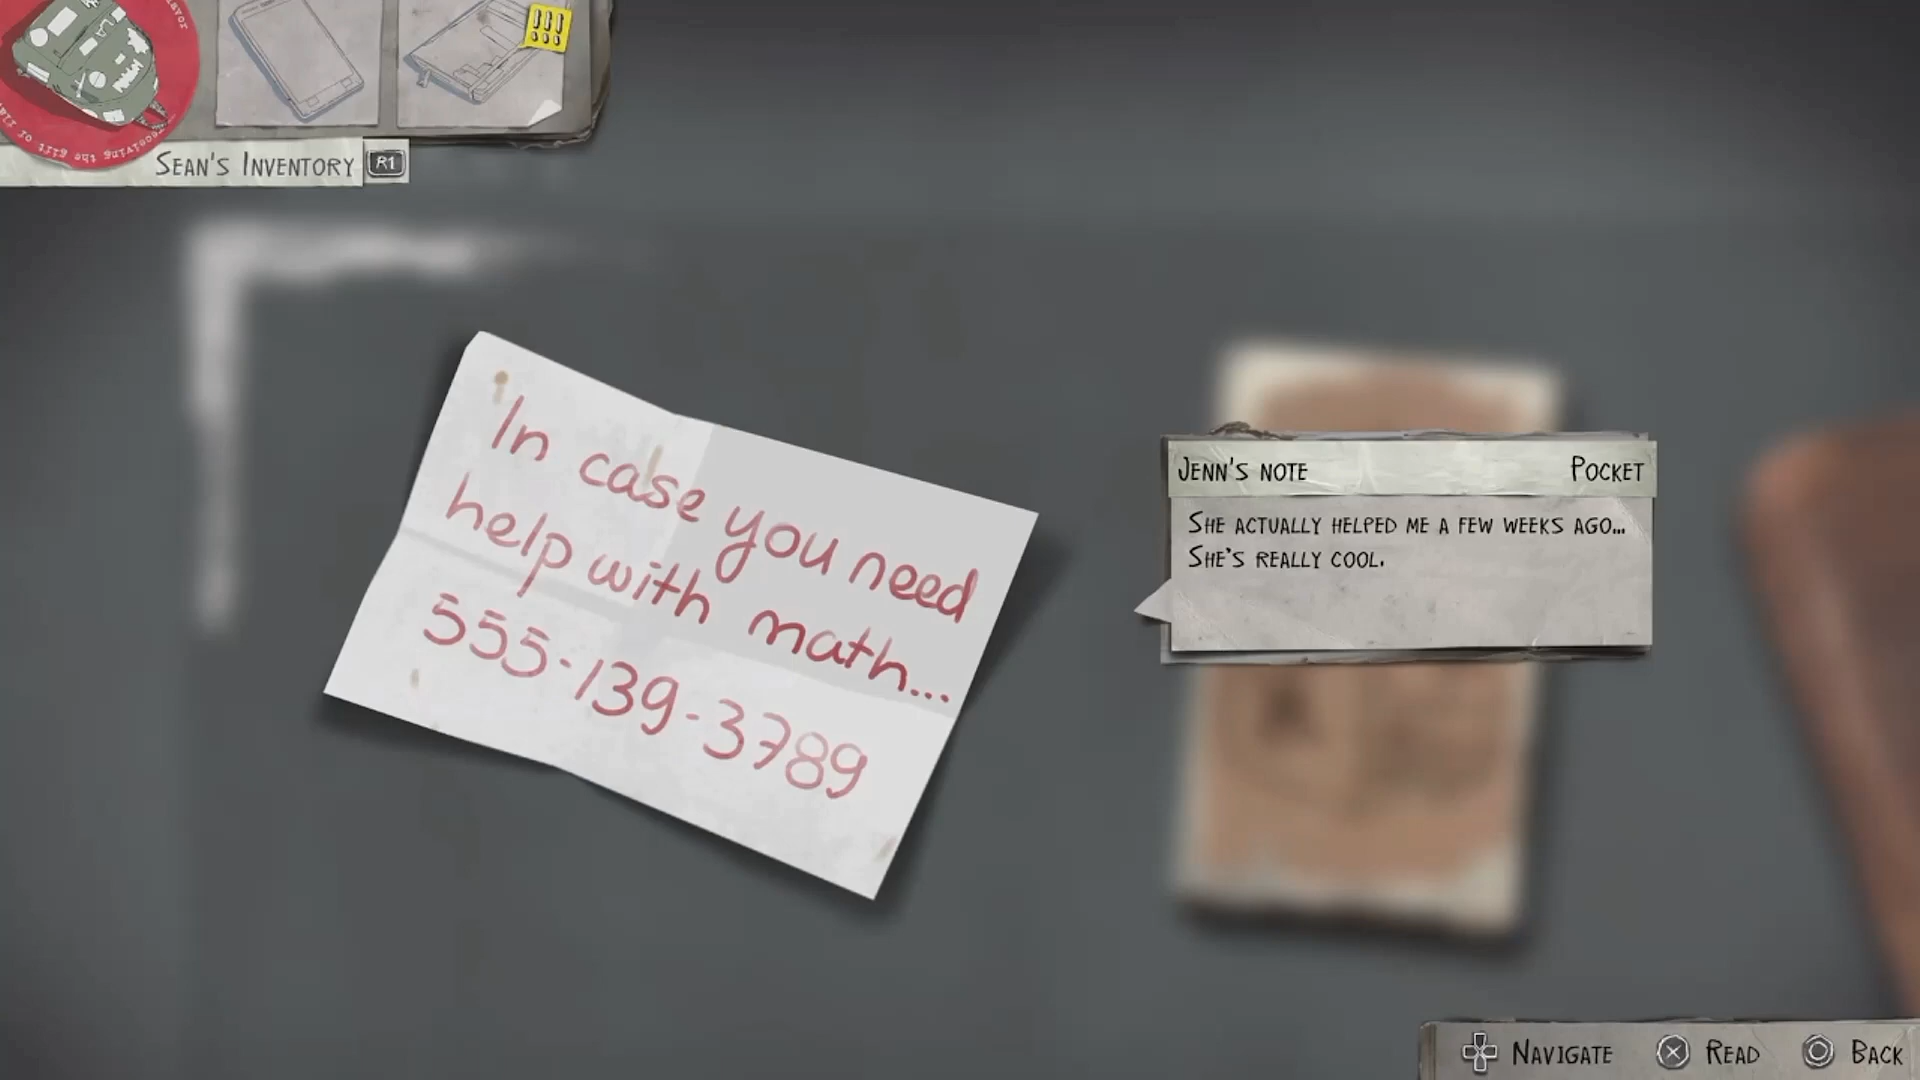 SEAN'S INVENTORY R1
In case you need
help with math...
555-139-3789
JENN'S NOTE POCKET
SHE ACTUALLY HELPED ME A FEW WEEKS AGO...
SHE'S REALLY COOL.
NAVIGATE READ BACK